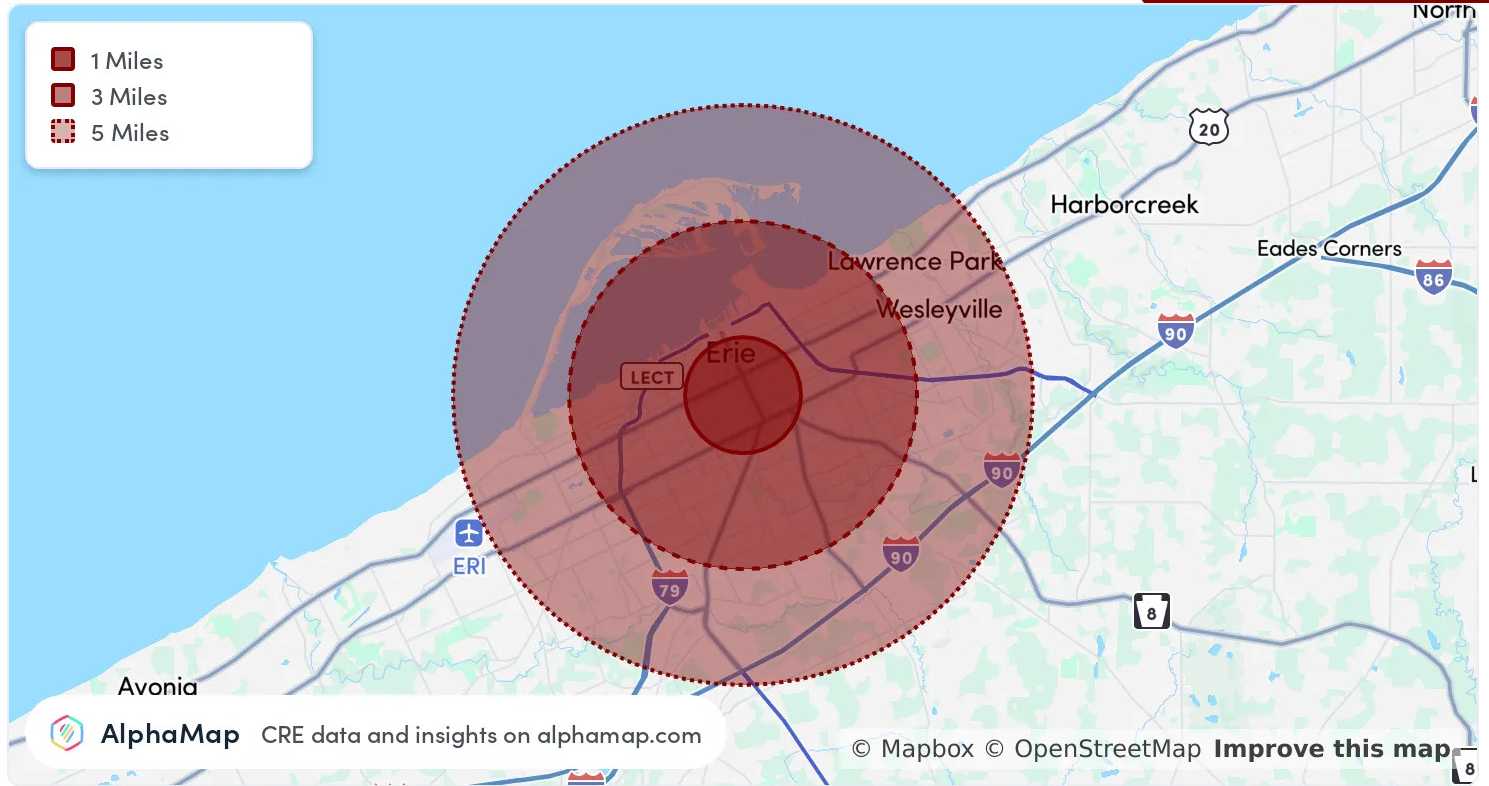 1 Miles
3 Miles
5 Miles
North
20
Harborcreek
Eades Corners
86
Lawrence Park
Wesleyville
90
Erie
LECT
90
ERI
90
79
8
Avonia
AlphaMap CRE data and insights on alphamap.com
© Mapbox © OpenStreetMap Improve this map
8